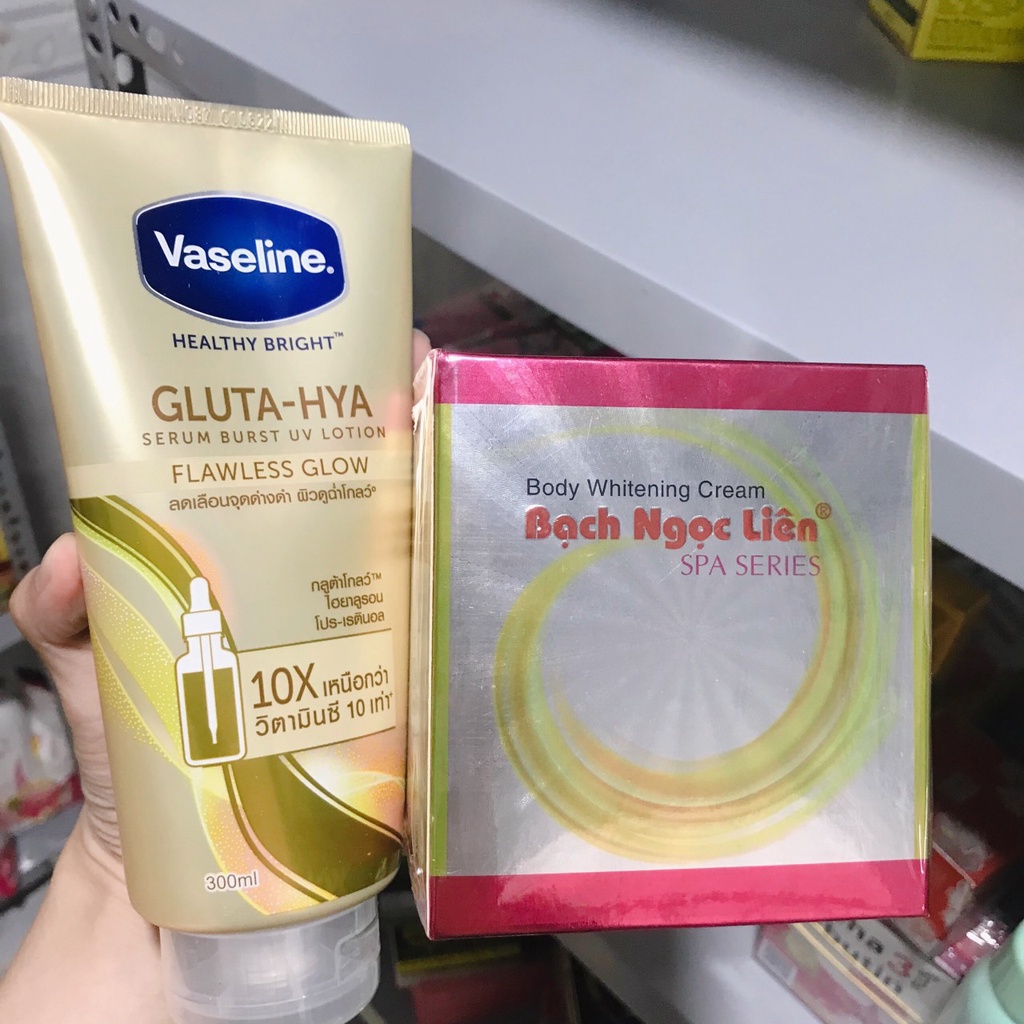 Vaseline.
HEALTHY BRIGHT™
GLUTA-HYA
SERUM BURST UV LOTION
FLAWLESS GLOW
ลดเลือนจุดด่างดำ ผิวดูฉ่ำโกลว์
กลูต้าโกลว์™
ไฮยาลูรอน
โปร-เรตินอล
10X เหนือกว่า
วิตามินซี 10 เท่า
300ml
Body Whitening Cream
Bạch Ngọc Liên®
SPA SERIES